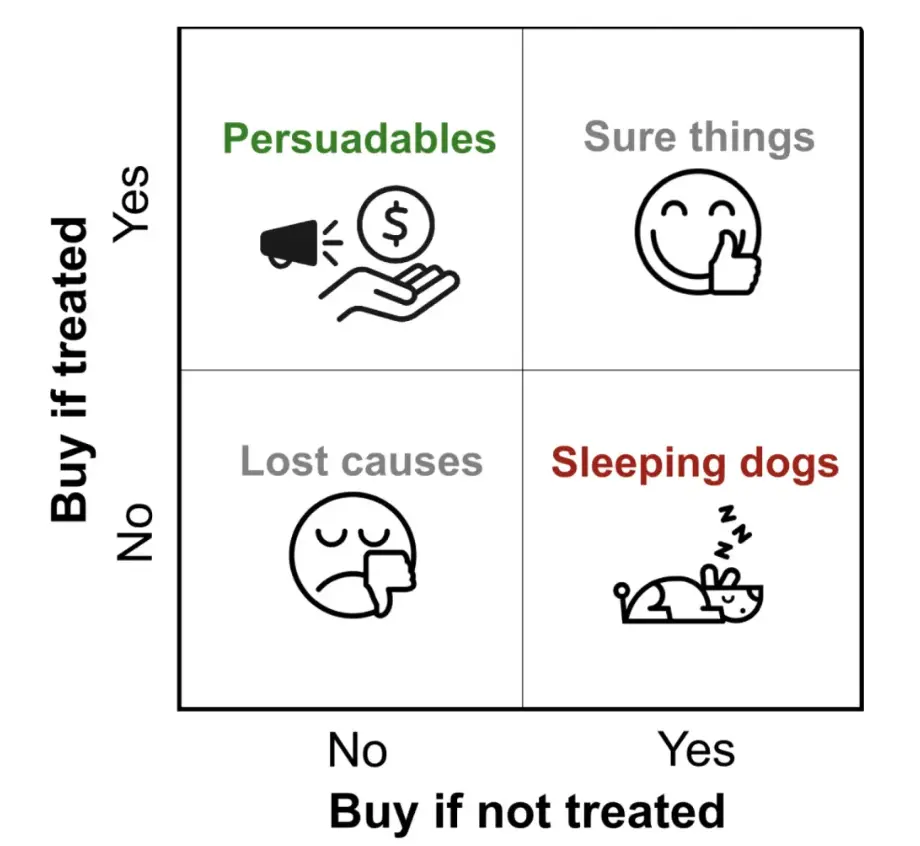 Persuadables
Sure things
$
Yes
Buy if treated
Lost causes
Sleeping dogs
z
z
z
No
No
Yes
Buy if not treated